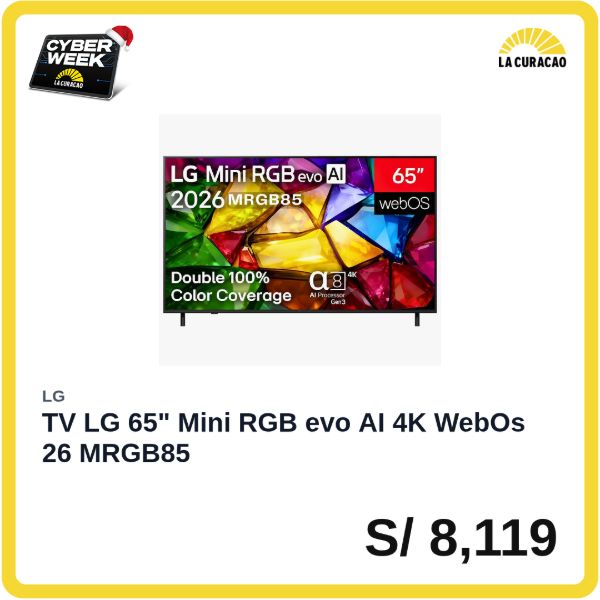 CYBER
WEEK
LA CURACAO
LA CURACAO
LG Mini RGB evo AI
65"
2026 MRGB85
webOS
Double 100%
Color Coverage
α8 4K
AI Processor
Gen3
LG
TV LG 65" Mini RGB evo AI 4K WebOs
26 MRGB85
S/ 8,119